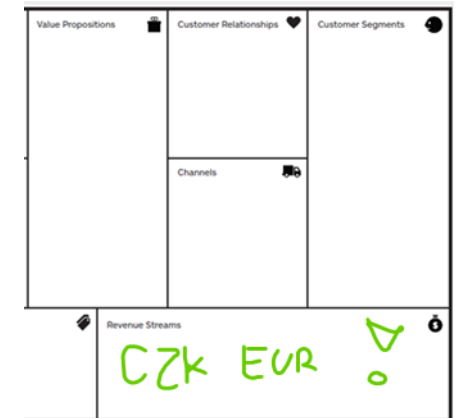 Value Propositions
Customer Relationships
Customer Segments
Channels
Revenue Streams
CZK EUR !